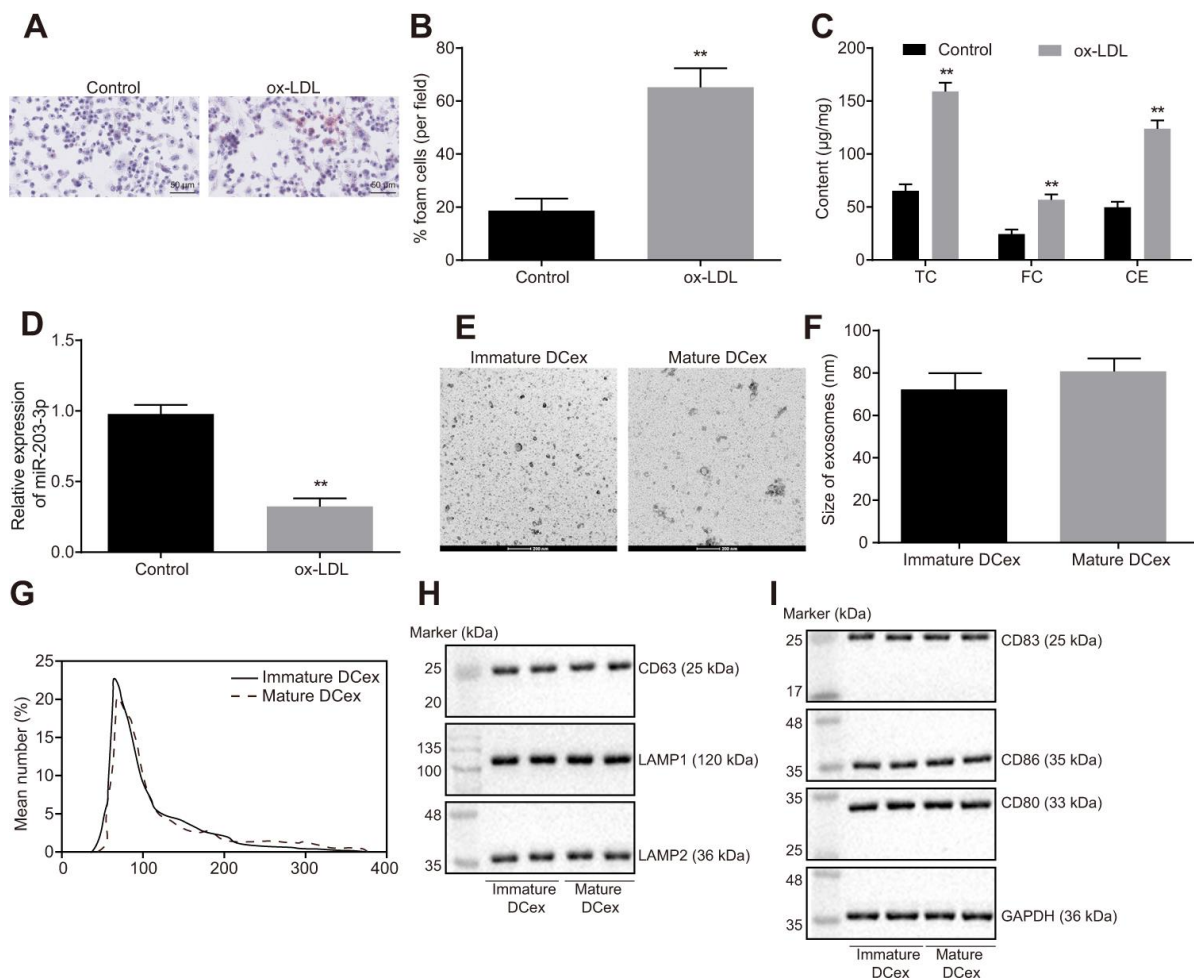 A
Control
ox-LDL
50 µm
50 µm
B
% foam cells (per field)
80
60
40
20
0
**
Control
ox-LDL
C
Control
ox-LDL
Content (µg/mg)
200
150
100
50
0
**
**
**
TC
FC
CE
D
Relative expression
of miR-203-3p
1.5
1.0
0.5
0.0
**
Control
ox-LDL
E
Immature DCex
Mature DCex
200 nm
200 nm
F
Size of exosomes (nm)
100
80
60
40
20
0
Immature DCex
Mature DCex
G
Mean number (%)
25
20
15
10
5
0
0
100
200
300
400
Immature DCex
Mature DCex
H
Marker (kDa)
25
20
CD63 (25 kDa)
135
100
LAMP1 (120 kDa)
48
35
LAMP2 (36 kDa)
Immature
DCex
Mature
DCex
I
Marker (kDa)
25
17
CD83 (25 kDa)
48
35
CD86 (35 kDa)
35
25
CD80 (33 kDa)
48
35
GAPDH (36 kDa)
Immature
DCex
Mature
DCex